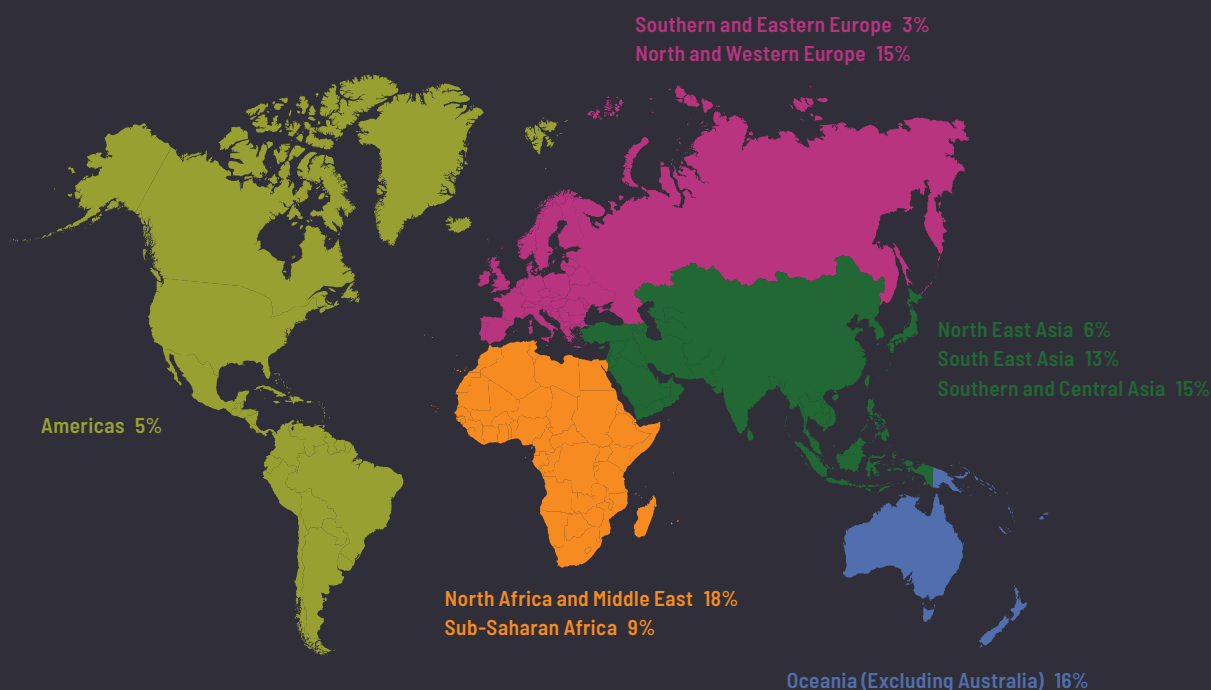 Southern and Eastern Europe 3%
North and Western Europe 15%
North East Asia 6%
South East Asia 13%
Southern and Central Asia 15%
Americas 5%
North Africa and Middle East 18%
Sub-Saharan Africa 9%
Oceania (Excluding Australia) 16%